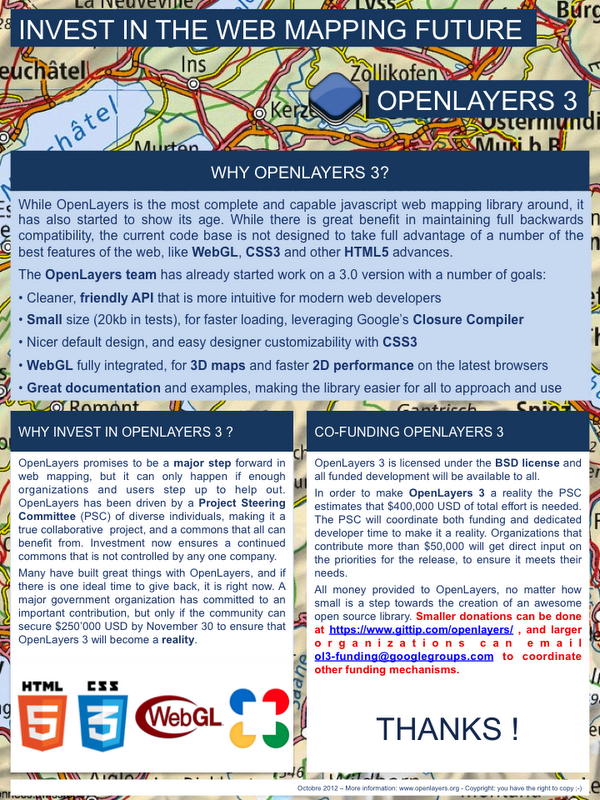 La Neuveville
Lyss
INVEST IN THE WEB MAPPING FUTURE
euchâtel
Ins
Zollikofen
Kerze
OPENLAYERS 3
châtel
Ostermundi
Murten
Muri b.B
WHY OPENLAYERS 3?
While OpenLayers is the most complete and capable javascript web mapping library around, it
has also started to show its age. While there is great benefit in maintaining full backwards
compatibility, the current code base is not designed to take full advantage of a number of the
best features of the web, like WebGL, CSS3 and other HTML5 advances.
The OpenLayers team has already started work on a 3.0 version with a number of goals:
• Cleaner, friendly API that is more intuitive for modern web developers
• Small size (20kb in tests), for faster loading, leveraging Google's Closure Compiler
• Nicer default design, and easy designer customizability with CSS3
• WebGL fully integrated, for 3D maps and faster 2D performance on the latest browsers
• Great documentation and examples, making the library easier for all to approach and use
Romont
Gantrisch
Spiez
WHY INVEST IN OPENLAYERS 3 ?
OpenLayers promises to be a major step forward in
web mapping, but it can only happen if enough
organizations and users step up to help out.
OpenLayers has been driven by a Project Steering
Committee (PSC) of diverse individuals, making it a
true collaborative project, and a commons that all can
benefit from. Investment now ensures a continued
commons that is not controlled by any one company.
Many have built great things with OpenLayers, and if
there is one ideal time to give back, it is right now. A
major government organization has committed to an
important contribution, but only if the community can
secure $250'000 USD by November 30 to ensure that
OpenLayers 3 will become a reality.
HTML
5
CSS
3
WebGL
CO-FUNDING OPENLAYERS 3
OpenLayers 3 is licensed under the BSD license and
all funded development will be available to all.
In order to make OpenLayers 3 a reality the PSC
estimates that $400,000 USD of total effort is needed.
The PSC will coordinate both funding and dedicated
developer time to make it a reality. Organizations that
contribute more than $50,000 will get direct input on
the priorities for the release, to ensure it meets their
needs.
All money provided to OpenLayers, no matter how
small is a step towards the creation of an awesome
open source library. Smaller donations can be done
at https://www.gittip.com/openlayers/ , and larger
organizations can email
ol3-funding@googlegroups.com to coordinate
other funding mechanisms.
THANKS !
Octobre 2012 – More information: www.openlayers.org - Copyright: you have the right to copy ;-)